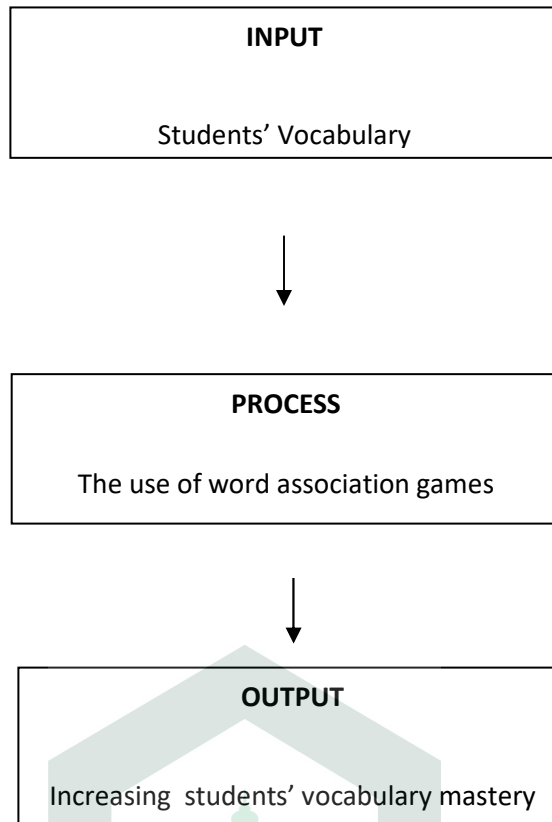 INPUT
Students’ Vocabulary
PROCESS
The use of word association games
OUTPUT
Increasing students’ vocabulary mastery